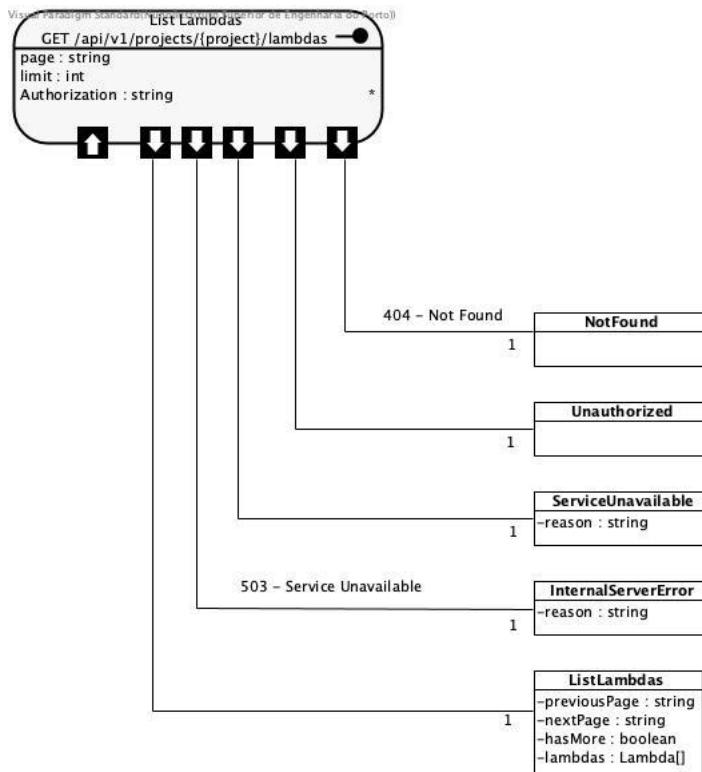 List Lambdas
GET /api/v1/projects/{project}/lambdas
page : string
limit : int
Authorization : string *
404 – Not Found
NotFound
1
Unauthorized
1
ServiceUnavailable
-reason : string
1
503 – Service Unavailable
InternalServerError
-reason : string
1
ListLambdas
-previousPage : string
1
-nextPage : string
-hasMore : boolean
-lambdas : Lambda[]